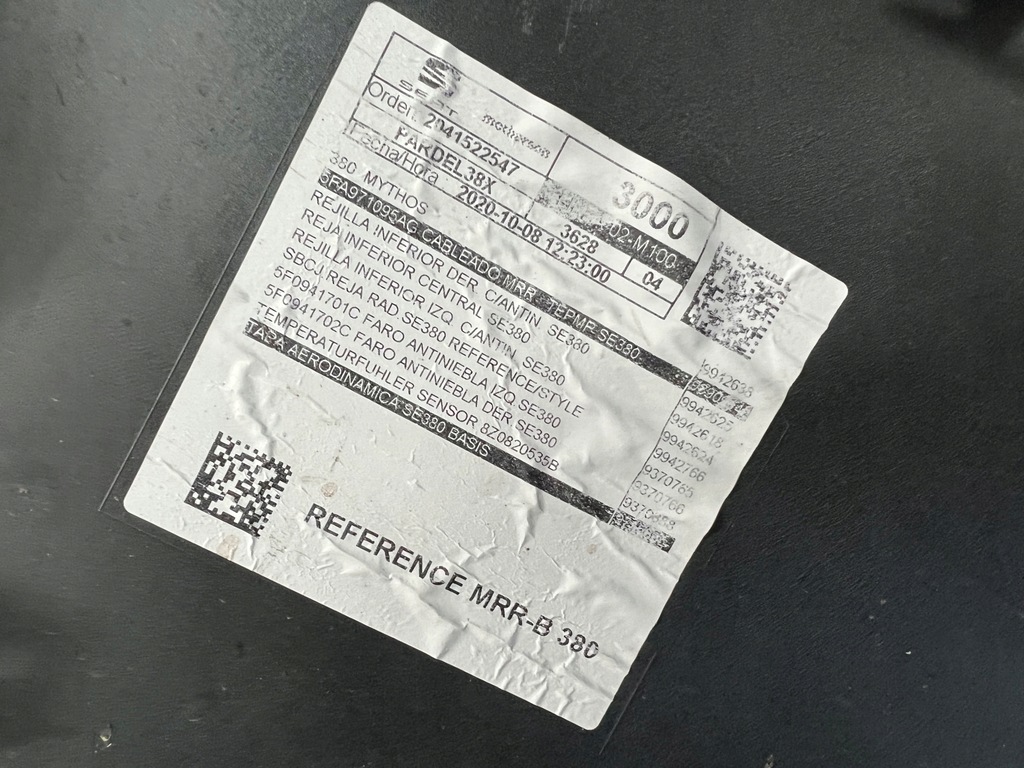 SEAT motherson 3000
Orden: 2041522547
PARDEL38X 3628 02-M100
Fecha/Hora 2020-10-08 12:23:00 04
380 MYTHOS 9942638
5FA971095AG CABLEADO MRR - TEPMF SE380
REJILLA INFERIOR DER C/ANTIN. SE380 9942625
REJA INFERIOR CENTRAL SE380 9942618
REJILLA INFERIOR IZQ. C/ANTIN. SE380 9942624
SBCJ REJA RAD SE380 REFERENCE/STYLE 9942766
5F0941701C FARO ANTINIEBLA IZQ SE380 9370765
5F0941702C FARO ANTINIEBLA DER SE380 9370766
TEMPERATURFUHLER SENSOR 8Z0820535B
TAPA AERODINAMICA SE380 BASIS
REFERENCE MRR-B 380